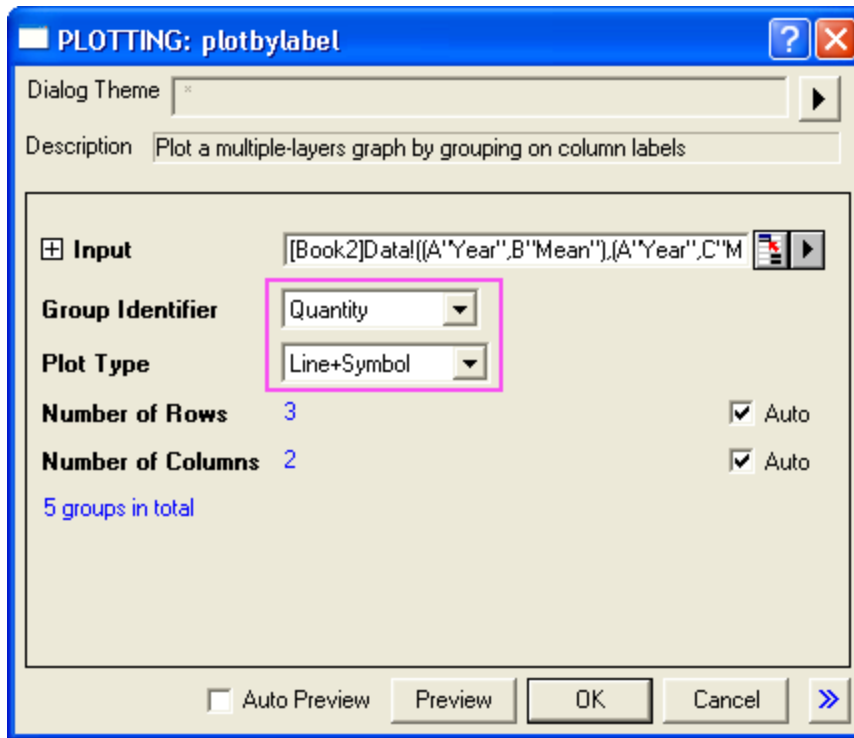 PLOTTING: plotbylabel
Dialog Theme *
Description Plot a multiple-layers graph by grouping on column labels
Input [Book2]Data!((A"Year",B"Mean"),(A"Year",C"M
Group Identifier Quantity
Plot Type Line+Symbol
Number of Rows 3 Auto
Number of Columns 2 Auto
5 groups in total
Auto Preview Preview OK Cancel »